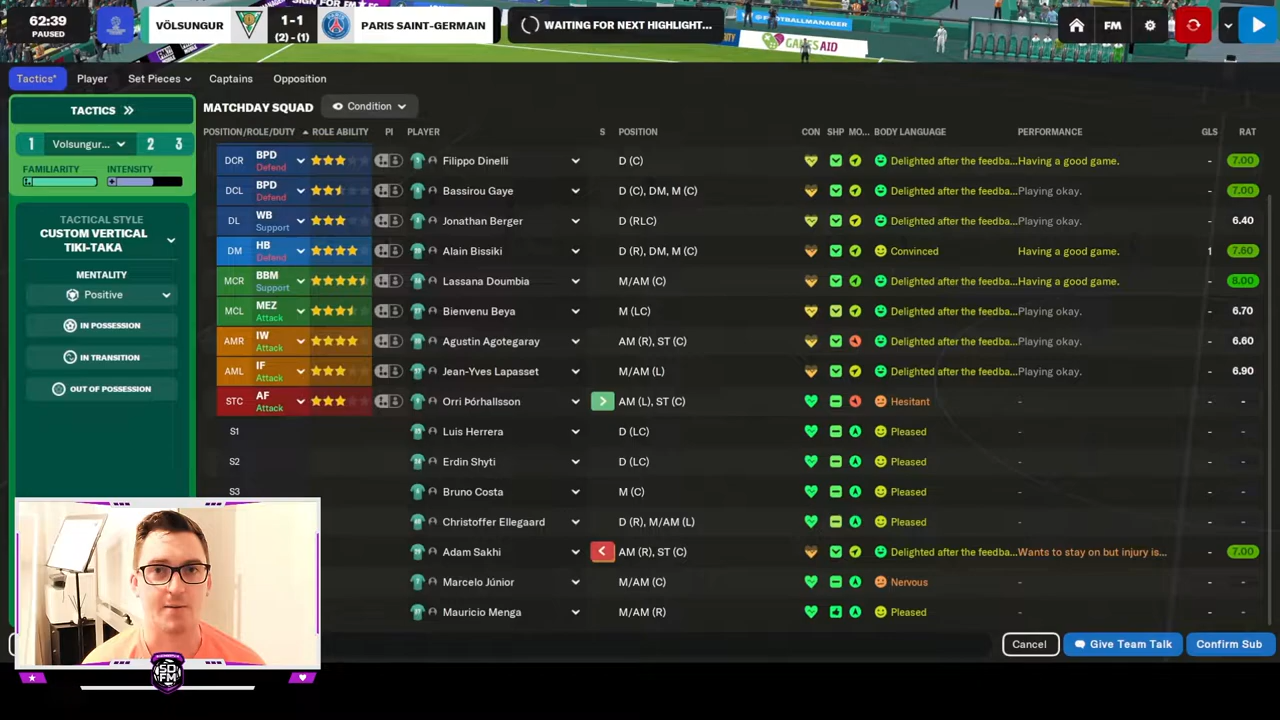 62:39
PAUSED
VÖLSUNGUR
1-1
(2) - (1)
PARIS SAINT-GERMAIN
WAITING FOR NEXT HIGHLIGHT...
FOOTBALLMANAGER
GAMES AID
FM
Tactics*
Player
Set Pieces
Captains
Opposition
TACTICS
1 Volsungur... 2 3
FAMILIARITY INTENSITY
TACTICAL STYLE
CUSTOM VERTICAL
TIKI-TAKA
MENTALITY
Positive
IN POSSESSION
IN TRANSITION
OUT OF POSSESSION
MATCHDAY SQUAD Condition
POSITION/ROLE/DUTY ROLE ABILITY PI PLAYER S POSITION CON SHP MO... BODY LANGUAGE PERFORMANCE GLS RAT
DCR BPD Defend Filippo Dinelli D (C) Delighted after the feedba... Having a good game. - 7.00
DCL BPD Defend Bassirou Gaye D (C), DM, M (C) Delighted after the feedba... Playing okay. - 7.00
DL WB Support Jonathan Berger D (RLC) Delighted after the feedba... Playing okay. - 6.40
DM HB Defend Alain Bissiki D (R), DM, M (C) Convinced Having a good game. 1 7.60
MCR BBM Support Lassana Doumbia M/AM (C) Delighted after the feedba... Having a good game. - 8.00
MCL MEZ Attack Bienvenu Beya M (LC) Delighted after the feedba... Playing okay. - 6.70
AMR IW Attack Agustin Agotegaray AM (R), ST (C) Delighted after the feedba... Playing okay. - 6.60
AML IF Attack Jean-Yves Lapasset M/AM (L) Delighted after the feedba... Playing okay. - 6.90
STC AF Attack Orri Þórhallsson AM (L), ST (C) Hesitant - - -
S1 Luis Herrera D (LC) Pleased - - -
S2 Erdin Shyti D (LC) Pleased - - -
S3 Bruno Costa M (C) Pleased - - -
Christoffer Ellegaard D (R), M/AM (L) Pleased - - -
Adam Sakhi AM (R), ST (C) Delighted after the feedba... Wants to stay on but injury is... - 7.00
Marcelo Júnior M/AM (C) Nervous - - -
Mauricio Menga M/AM (R) Pleased - - -
Cancel
Give Team Talk
Confirm Sub
SD
FM